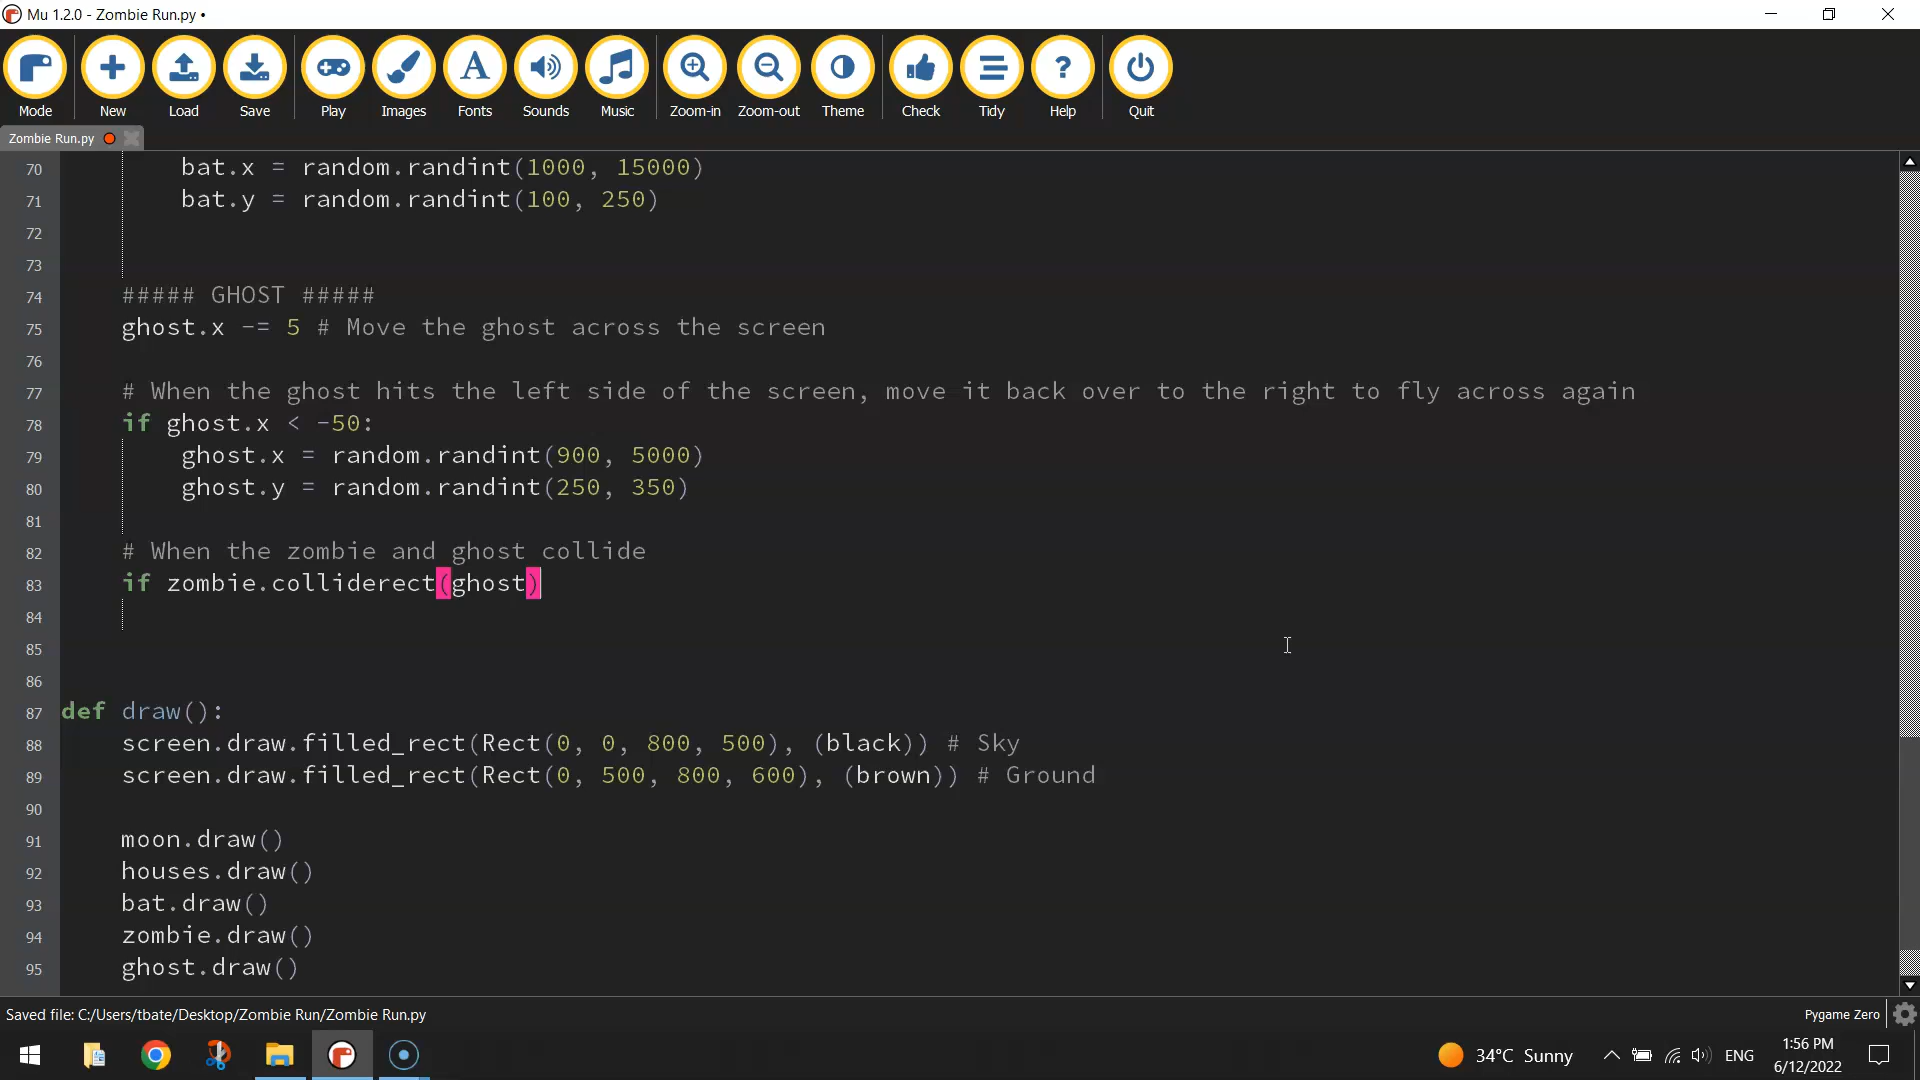 Mu 1.2.0 - Zombie Run.py •
Mode New Load Save Play Images Fonts Sounds Music Zoom-in Zoom-out Theme Check Tidy Help Quit
Zombie Run.py
70 bat.x = random.randint(1000, 15000)
71 bat.y = random.randint(100, 250)
72
73
74 ##### GHOST #####
75 ghost.x -= 5 # Move the ghost across the screen
76
77 # When the ghost hits the left side of the screen, move it back over to the right to fly across again
78 if ghost.x < -50:
79 ghost.x = random.randint(900, 5000)
80 ghost.y = random.randint(250, 350)
81
82 # When the zombie and ghost collide
83 if zombie.colliderect(ghost)
84
85
86
87 def draw():
88 screen.draw.filled_rect(Rect(0, 0, 800, 500), (black)) # Sky
89 screen.draw.filled_rect(Rect(0, 500, 800, 600), (brown)) # Ground
90
91 moon.draw()
92 houses.draw()
93 bat.draw()
94 zombie.draw()
95 ghost.draw()
Saved file: C:/Users/tbate/Desktop/Zombie Run/Zombie Run.py
Pygame Zero
34°C Sunny
ENG
1:56 PM
6/12/2022